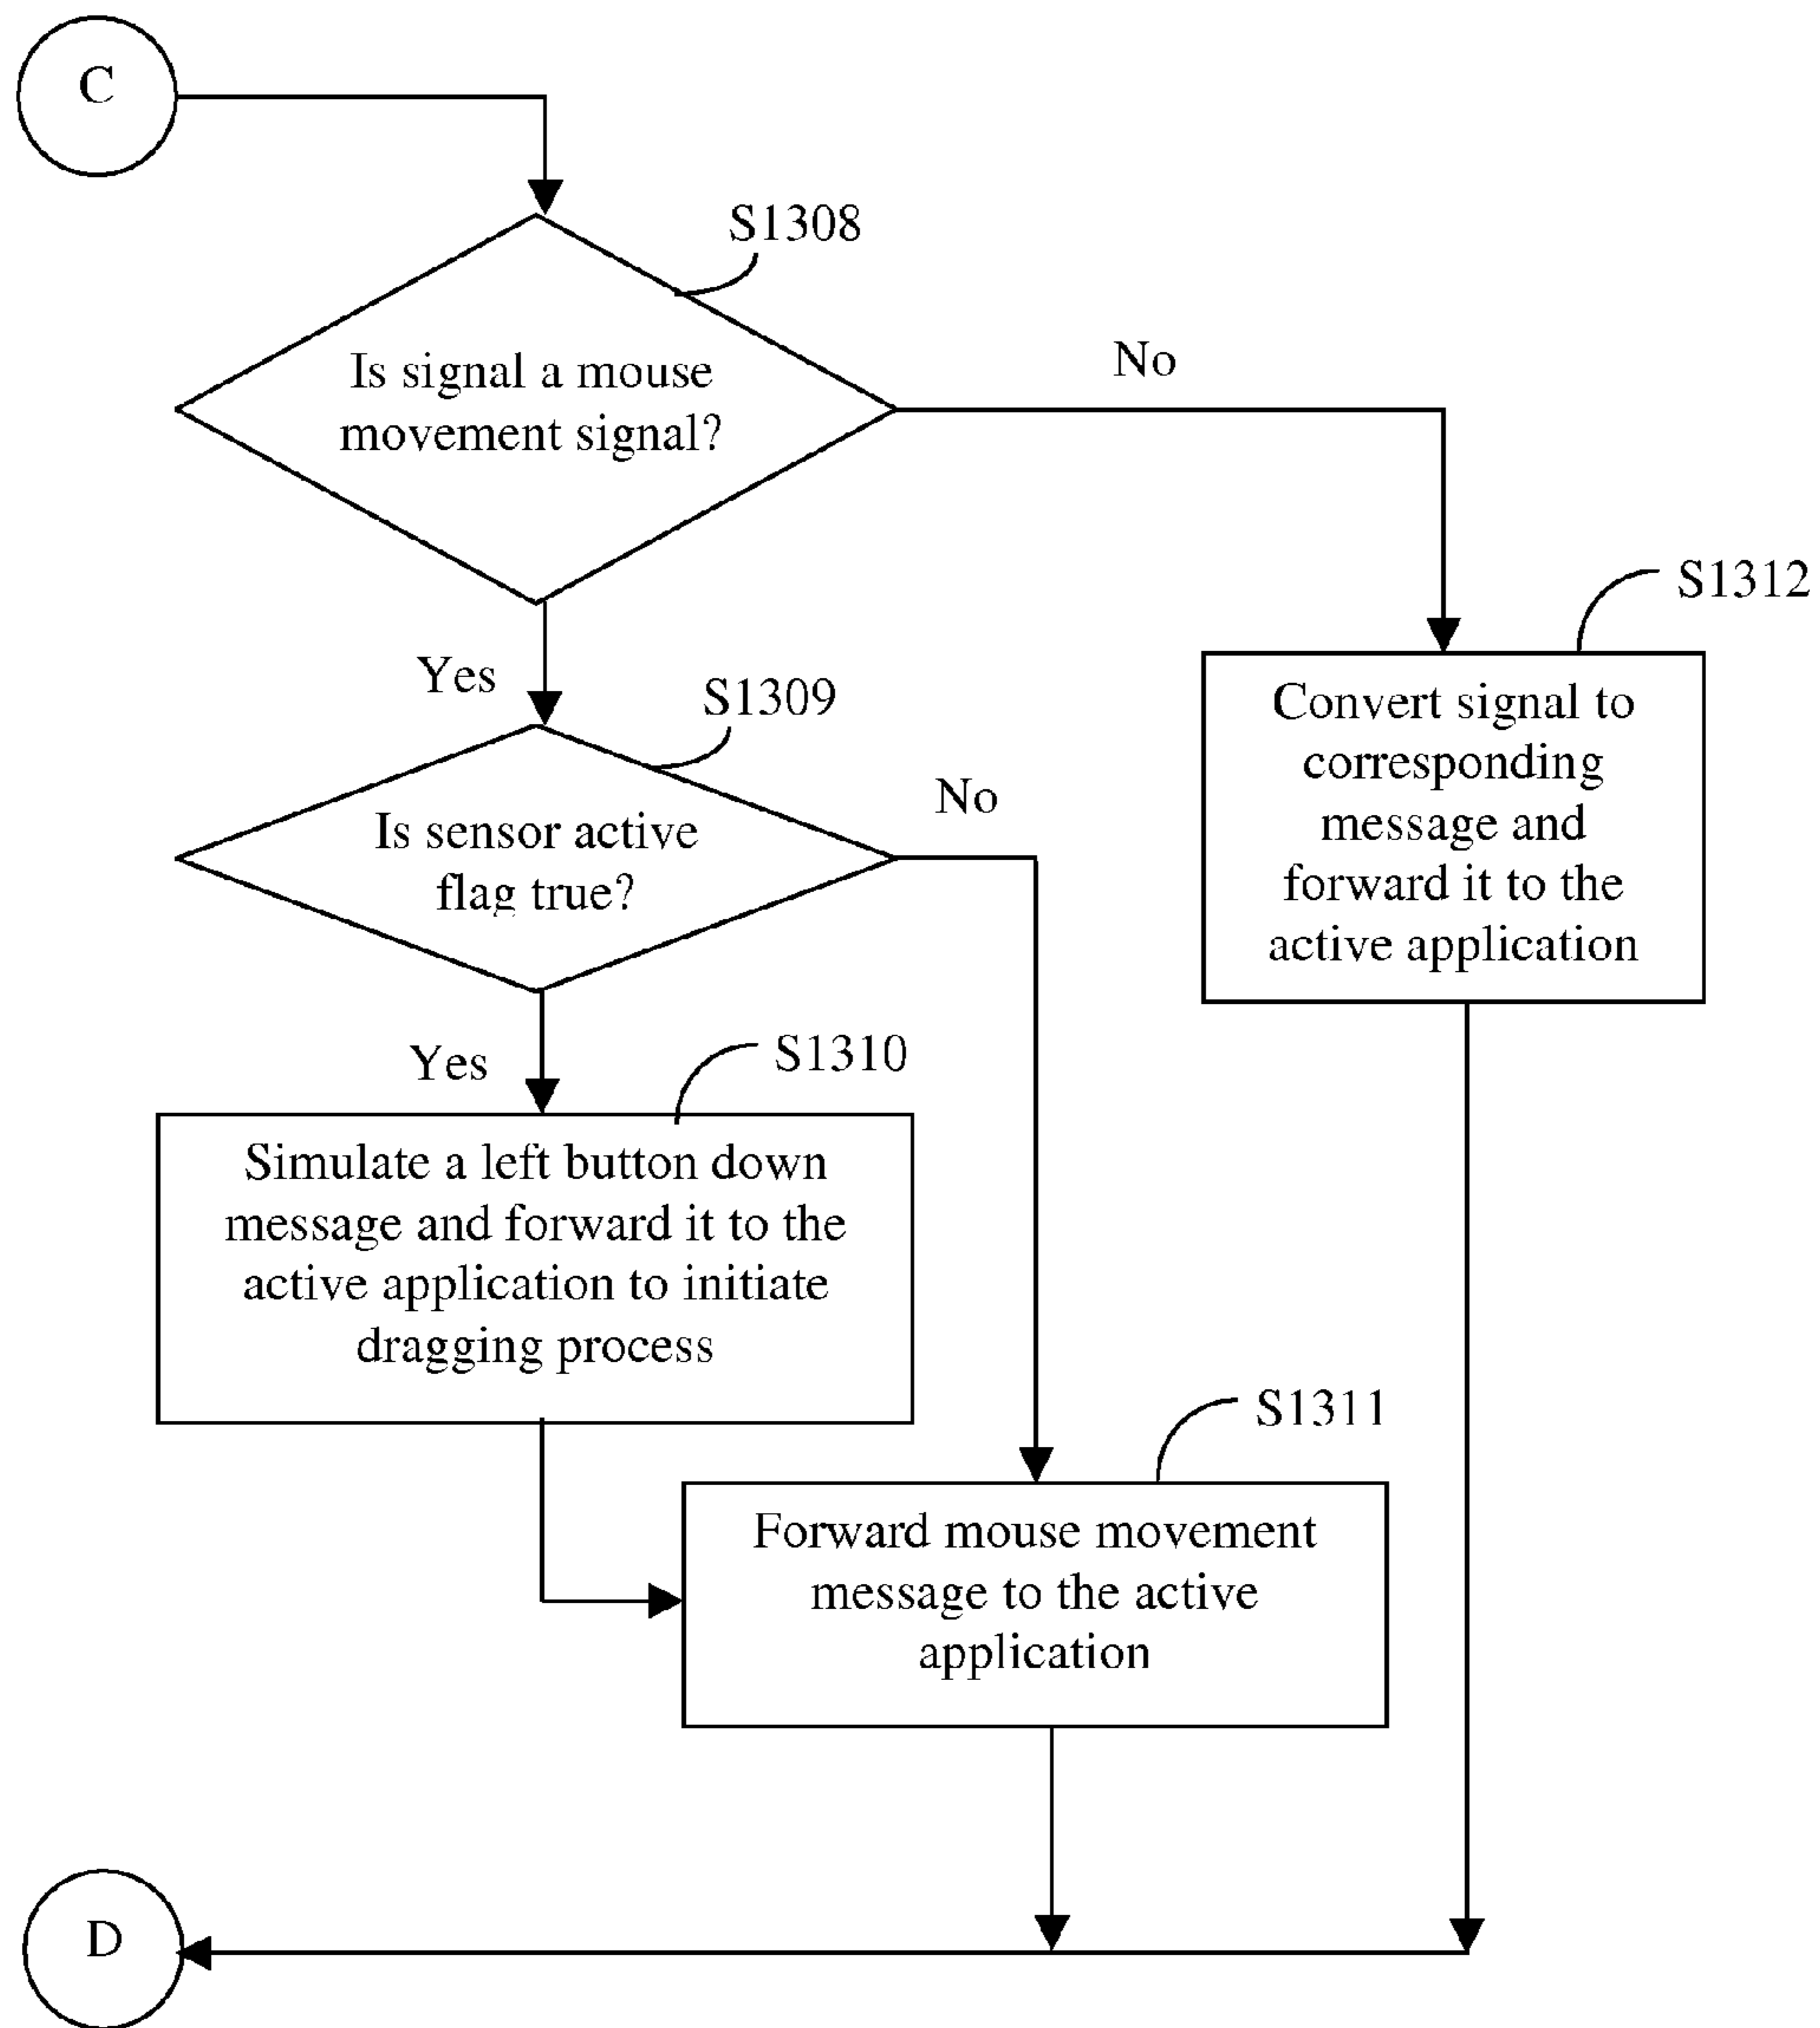 C
S1308
Is signal a mouse
movement signal?
No
Yes
S1309
Is sensor active
flag true?
No
S1312
Convert signal to
corresponding
message and
forward it to the
active application
Yes
S1310
Simulate a left button down
message and forward it to the
active application to initiate
dragging process
S1311
Forward mouse movement
message to the active
application
D